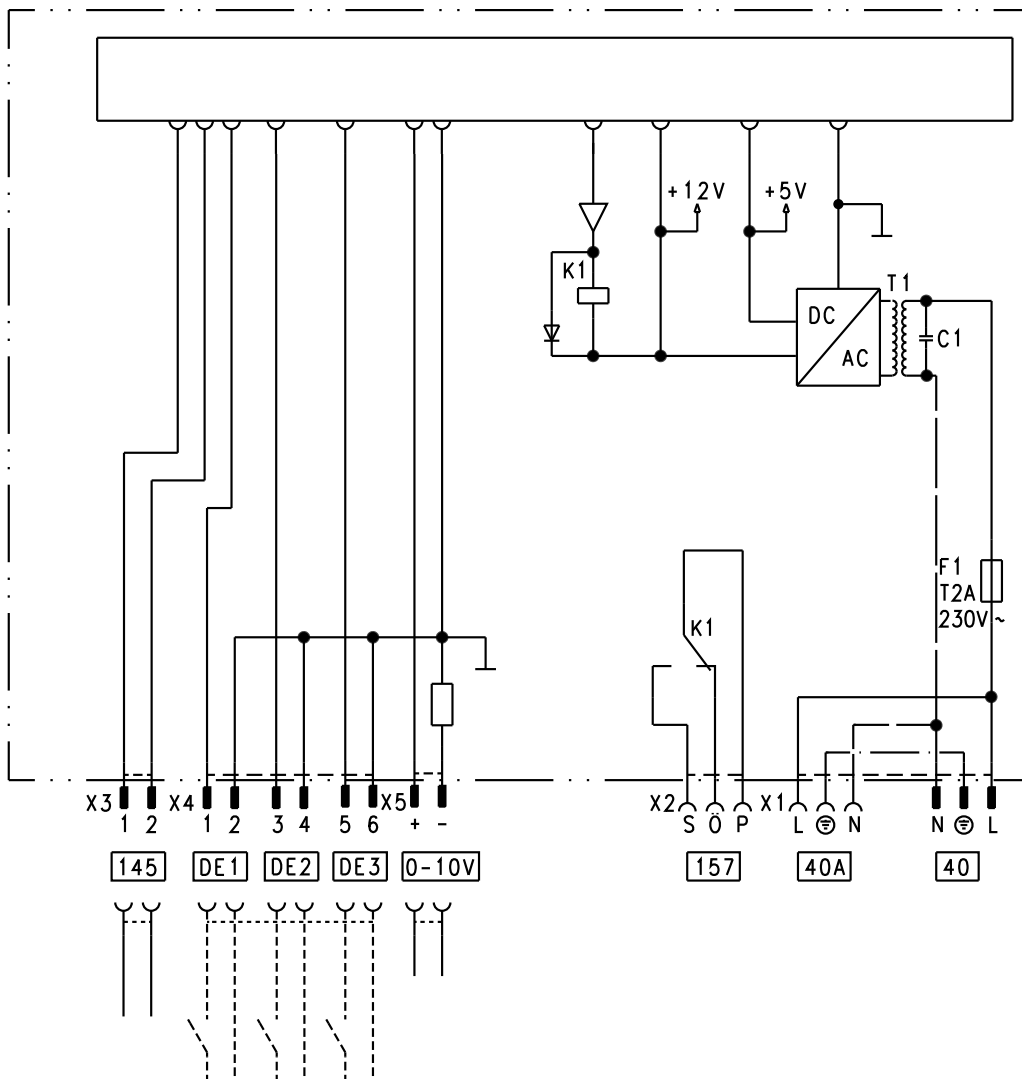 +12V +5V
K1 T1
DC
AC C1
F1
T2A
230V~
K1
X3 X4 X5 X2 X1
1 2 1 2 3 4 5 6 + - S Ö P L N N L
145 DE1 DE2 DE3 0-10V 157 40A 40